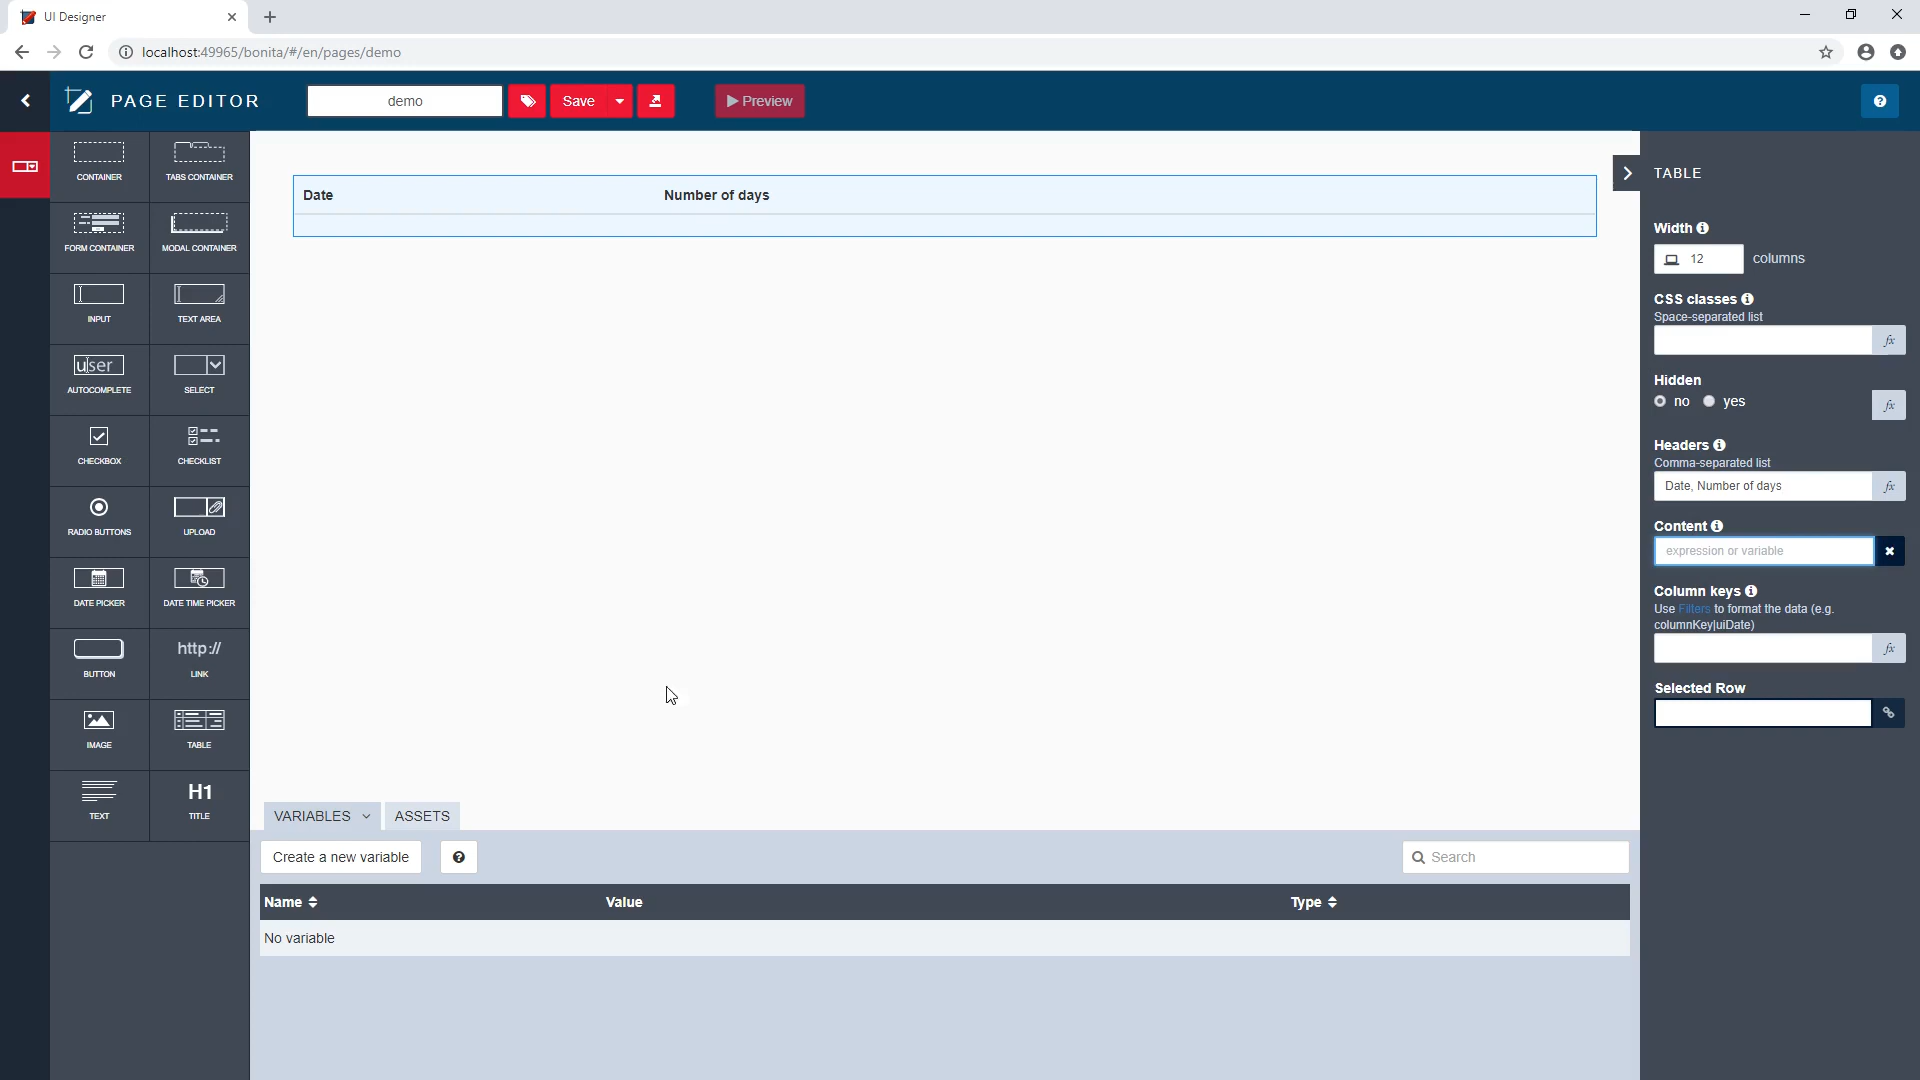 UI Designer
localhost:49965/bonita/#/en/pages/demo
PAGE EDITOR
demo
Save
Preview
CONTAINER
TABS CONTAINER
FORM CONTAINER
MODAL CONTAINER
INPUT
TEXT AREA
user
AUTOCOMPLETE
SELECT
CHECKBOX
CHECKLIST
RADIO BUTTONS
UPLOAD
DATE PICKER
DATE TIME PICKER
BUTTON
http://
LINK
IMAGE
TABLE
TEXT
H1
TITLE
Date
Number of days
VARIABLES
ASSETS
Create a new variable
?
Search
Name
Value
Type
No variable
?
TABLE
Width
12
columns
CSS classes
Space-separated list
fx
Hidden
no
yes
fx
Headers
Comma-separated list
Date, Number of days
fx
Content
expression or variable
Column keys
Use Filters to format the data (e.g.
columnKey|uiDate)
fx
Selected Row